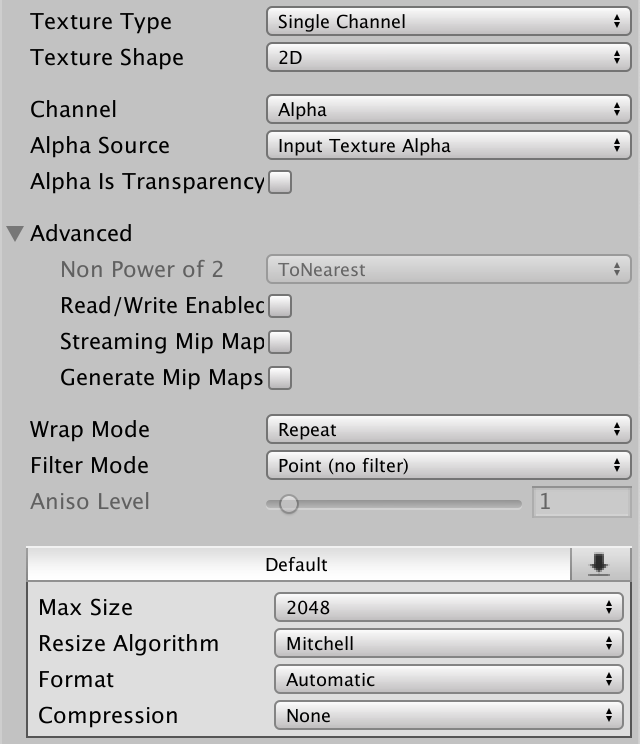 Texture Type Single Channel
Texture Shape 2D
Channel Alpha
Alpha Source Input Texture Alpha
Alpha Is Transparency
Advanced
Non Power of 2 ToNearest
Read/Write Enabled
Streaming Mip Map
Generate Mip Maps
Wrap Mode Repeat
Filter Mode Point (no filter)
Aniso Level 1
Default
Max Size 2048
Resize Algorithm Mitchell
Format Automatic
Compression None